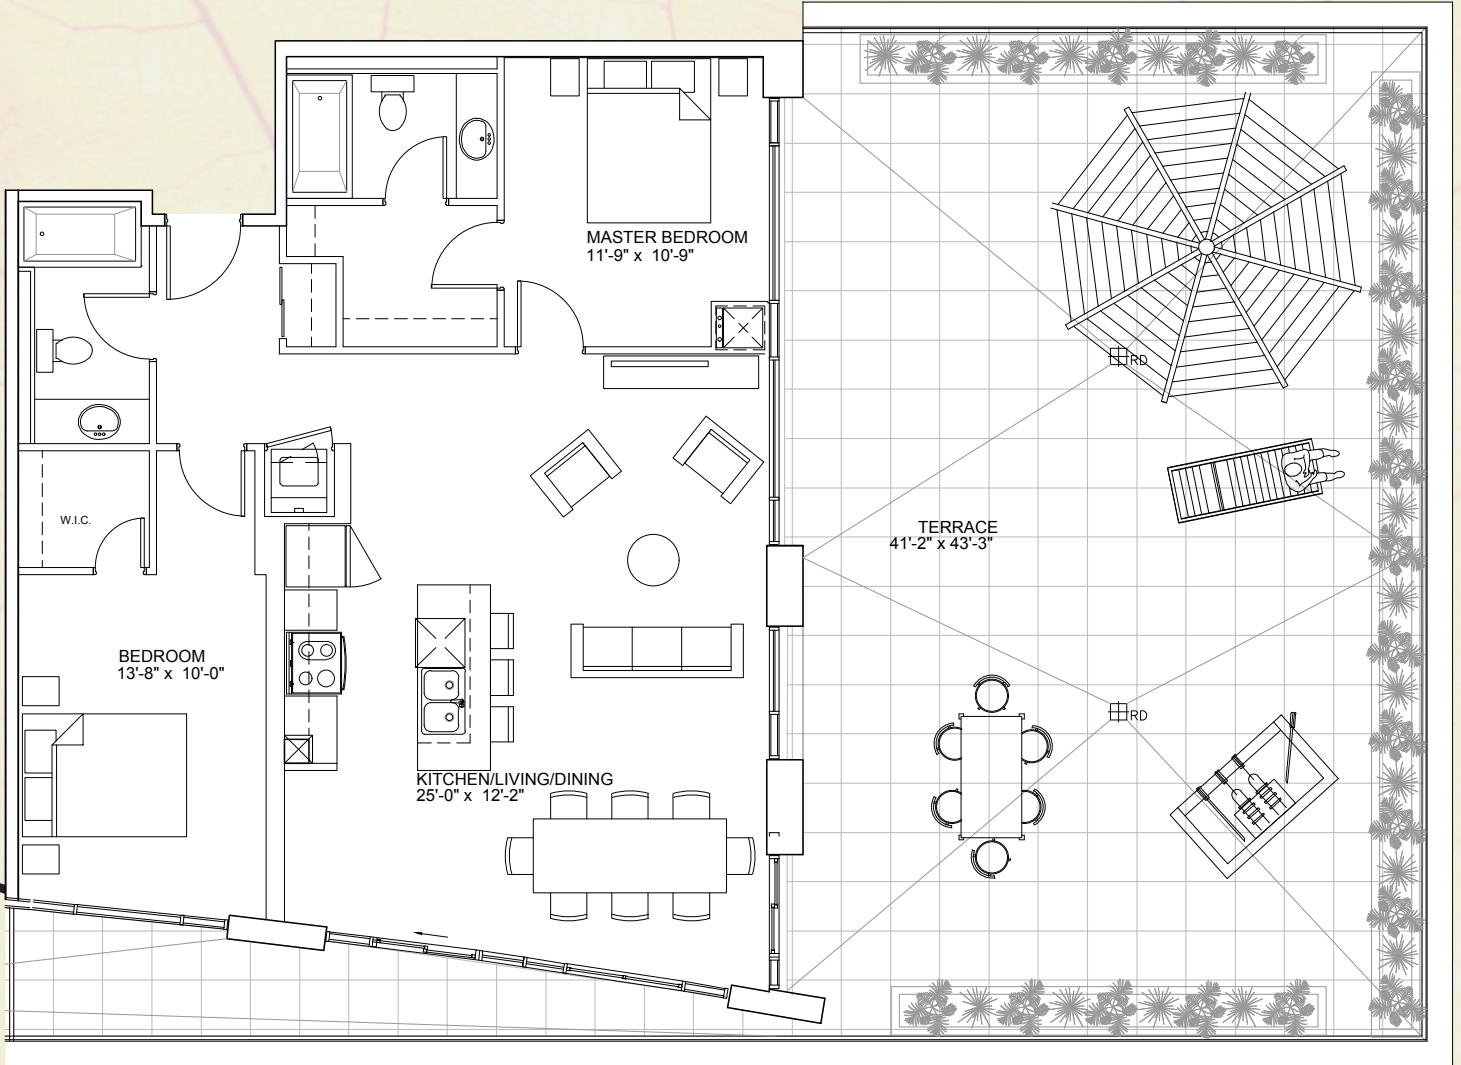 MASTER BEDROOM
11'-9" x 10'-9"
RD
W.I.C.
TERRACE
41'-2" x 43'-3"
BEDROOM
13'-8" x 10'-0"
RD
KITCHEN/LIVING/DINING
25'-0" x 12'-2"